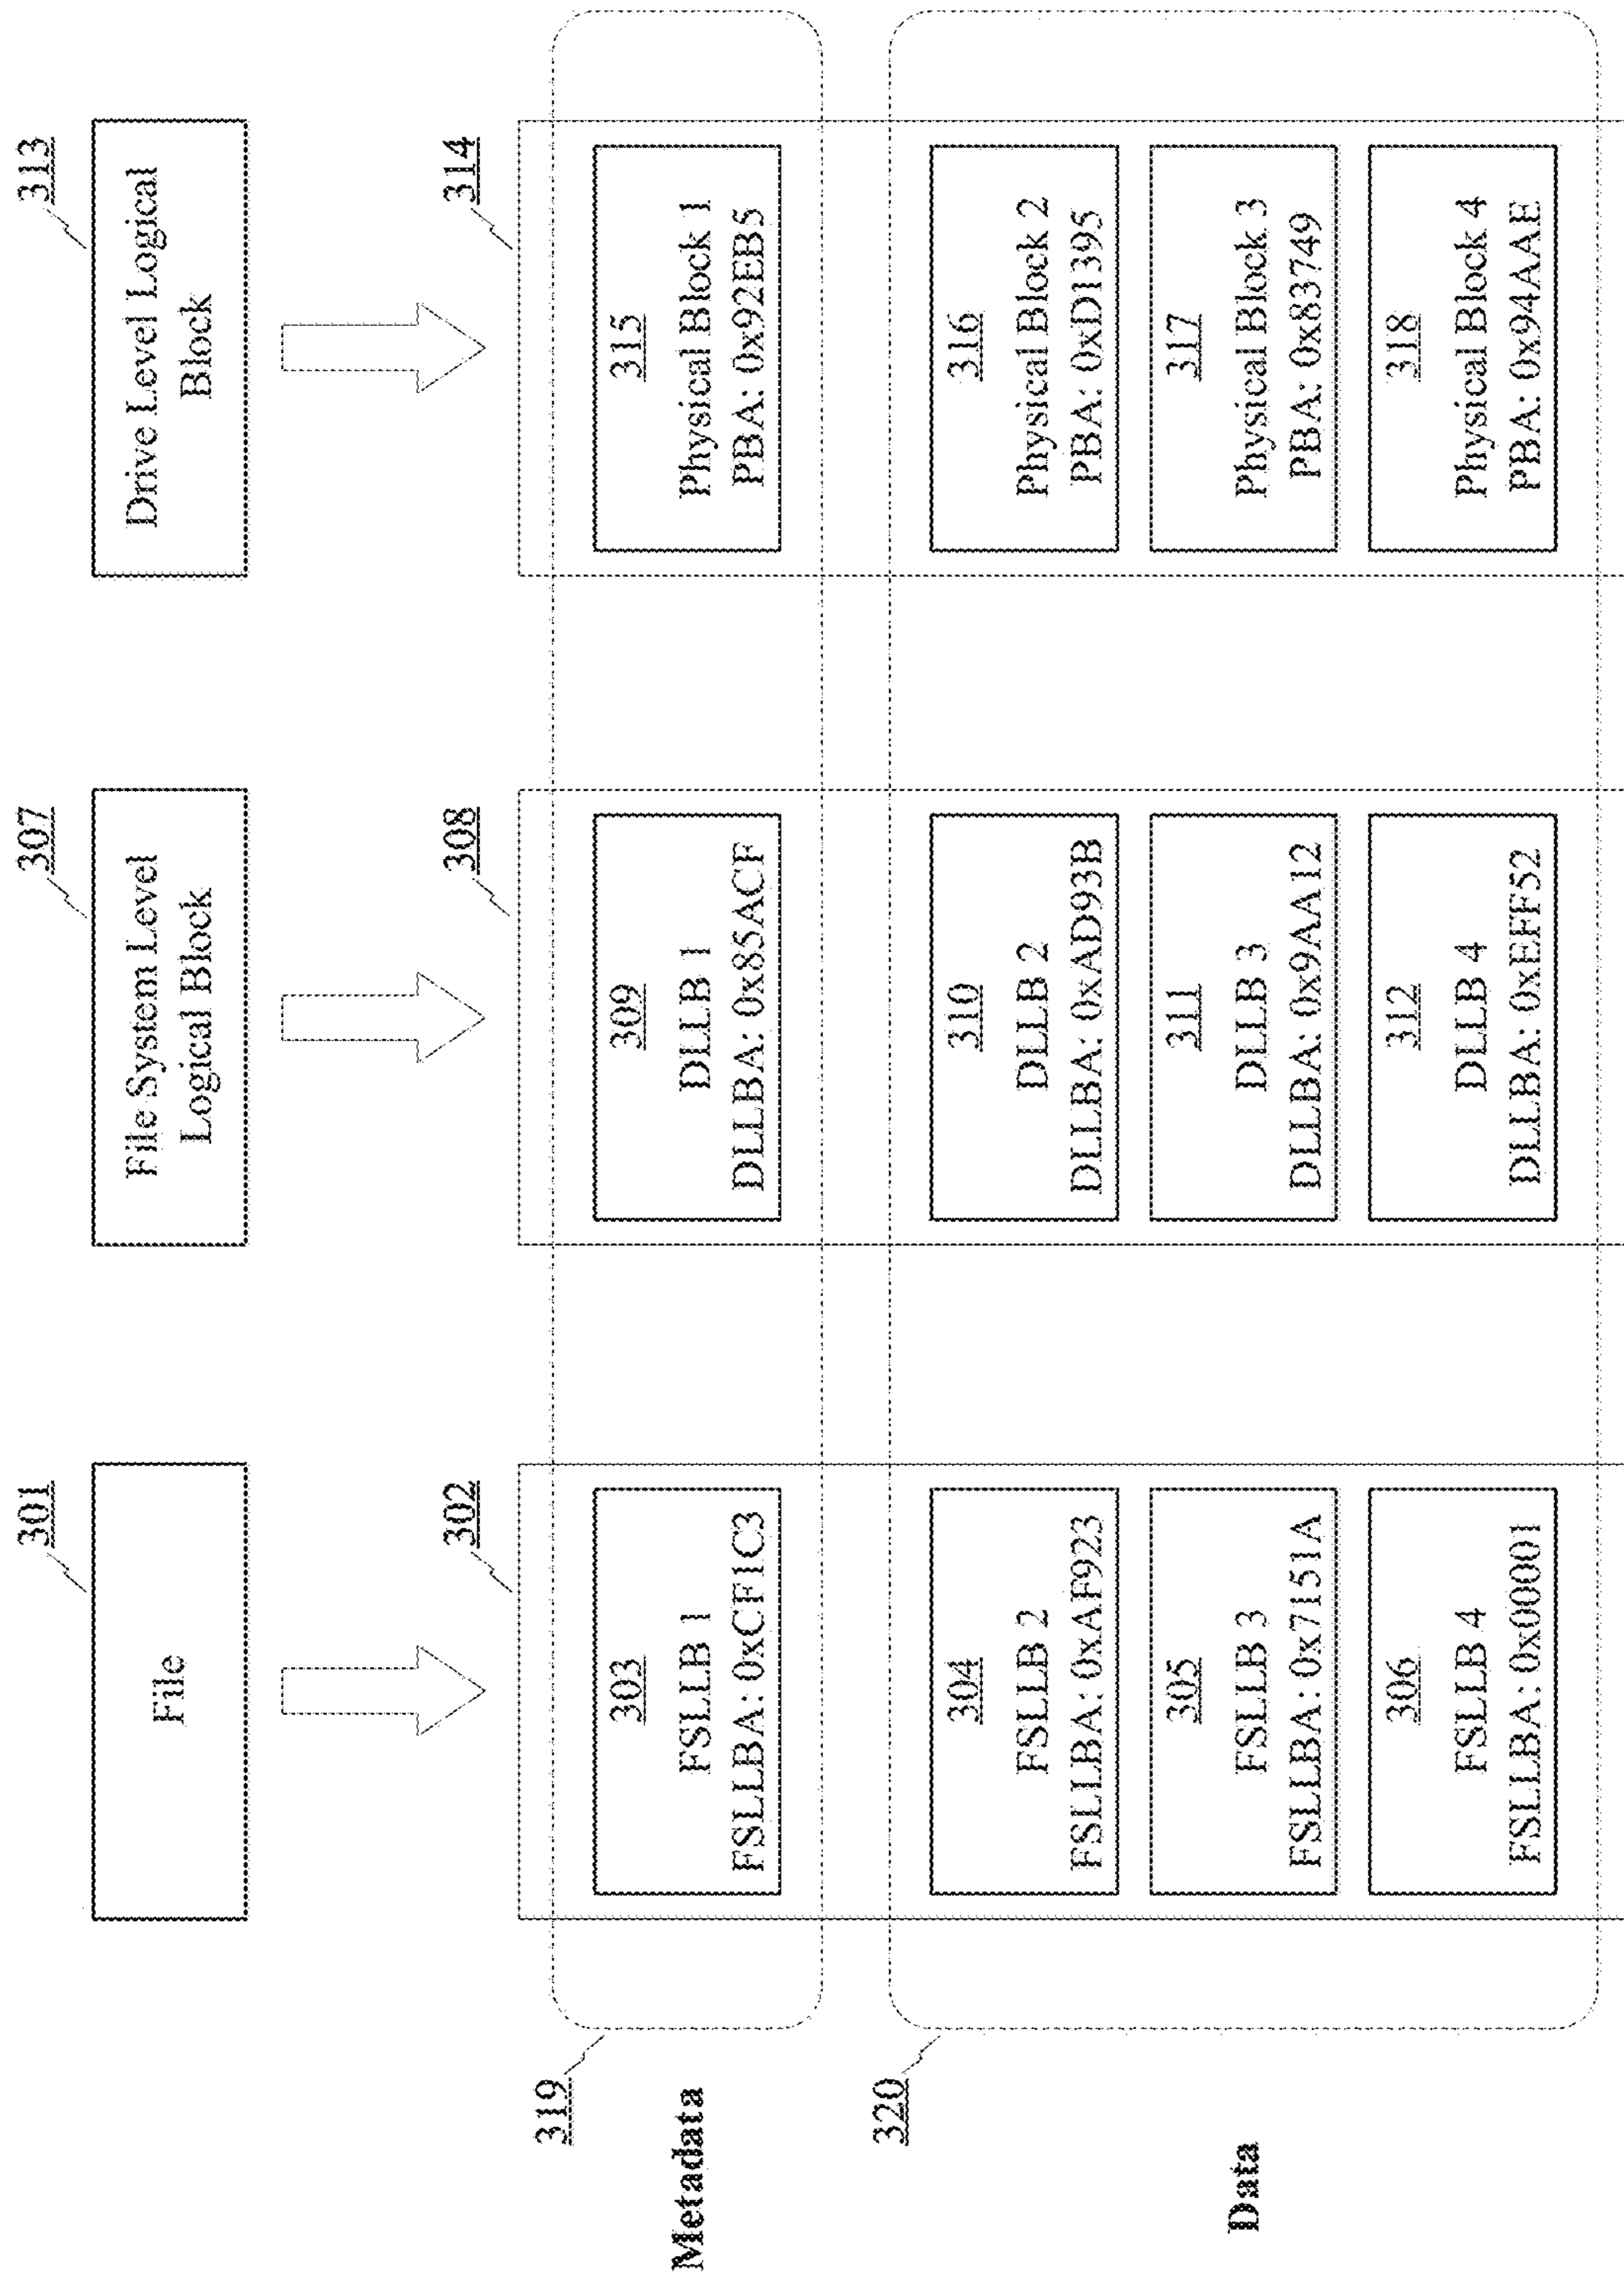 301
File
302
303
FSLLB 1
FSLLBA: 0xCF1C3
304
FSLLB 2
FSLLBA: 0xAF923
305
FSLLB 3
FSLLBA: 0x7151A
306
FSLLB 4
FSLLBA: 0x00001
307
File System Level
Logical Block
308
309
DLLB 1
DLLBA: 0x85ACF
310
DLLB 2
DLLBA: 0xAD93B
311
DLLB 3
DLLBA: 0x9AA12
312
DLLB 4
DLLBA: 0xEFF52
313
Drive Level Logical
Block
314
315
Physical Block 1
PBA: 0x92EB5
316
Physical Block 2
PBA: 0xD1395
317
Physical Block 3
PBA: 0x83749
318
Physical Block 4
PBA: 0x94AAE
319
Metadata
320
Data